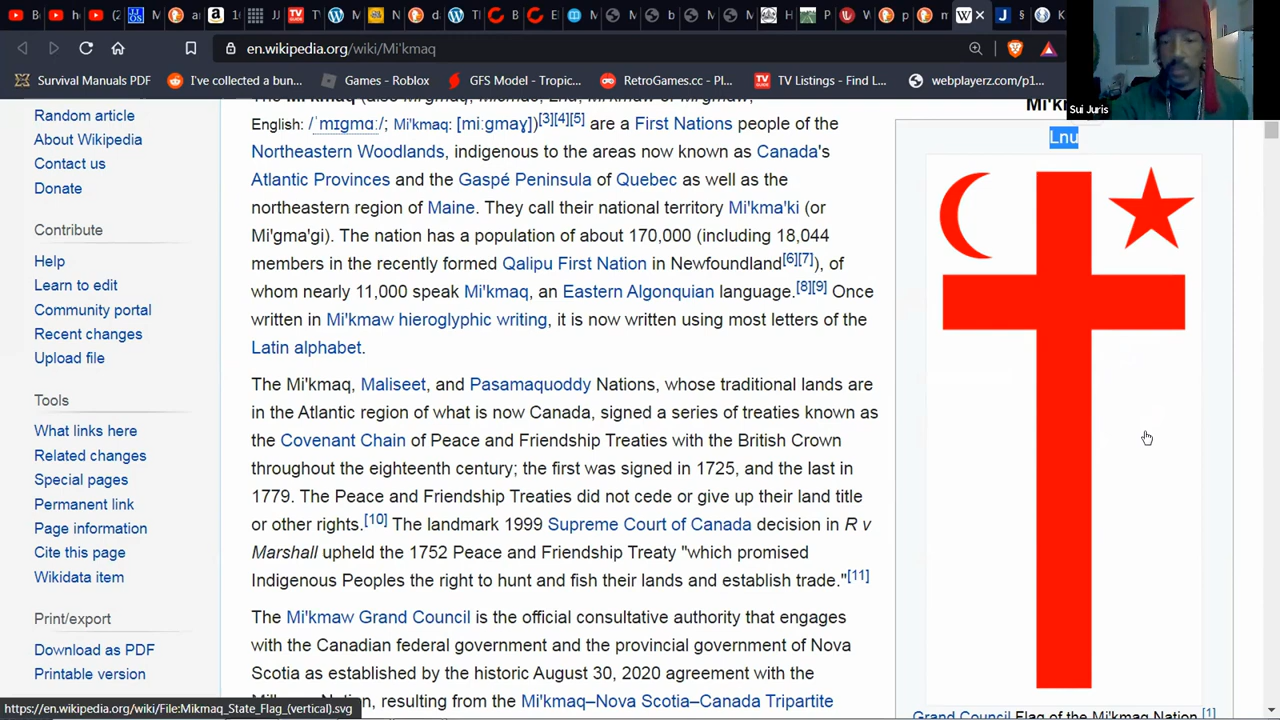 en.wikipedia.org/wiki/Mi'kmaq
Survival Manuals PDF
I've collected a bun...
Games - Roblox
GFS Model - Tropic...
RetroGames.cc - Pl...
TV Listings - Find L...
webplayerz.com/p1...
Sui Juris
Random article
About Wikipedia
Contact us
Donate
Contribute
Help
Learn to edit
Community portal
Recent changes
Upload file
Tools
What links here
Related changes
Special pages
Permanent link
Page information
Cite this page
Wikidata item
Print/export
Download as PDF
Printable version
English: /ˈmɪɡmɑː/; Mi'kmaq: [miːɡmaɣ])[3][4][5] are a First Nations people of the
Northeastern Woodlands, indigenous to the areas now known as Canada's
Atlantic Provinces and the Gaspé Peninsula of Quebec as well as the
northeastern region of Maine. They call their national territory Mi'kma'ki (or
Mi'gma'gi). The nation has a population of about 170,000 (including 18,044
members in the recently formed Qalipu First Nation in Newfoundland[6][7]), of
whom nearly 11,000 speak Mi'kmaq, an Eastern Algonquian language.[8][9] Once
written in Mi'kmaw hieroglyphic writing, it is now written using most letters of the
Latin alphabet.
The Mi'kmaq, Maliseet, and Pasamaquoddy Nations, whose traditional lands are
in the Atlantic region of what is now Canada, signed a series of treaties known as
the Covenant Chain of Peace and Friendship Treaties with the British Crown
throughout the eighteenth century; the first was signed in 1725, and the last in
1779. The Peace and Friendship Treaties did not cede or give up their land title
or other rights.[10] The landmark 1999 Supreme Court of Canada decision in R v
Marshall upheld the 1752 Peace and Friendship Treaty "which promised
Indigenous Peoples the right to hunt and fish their lands and establish trade."[11]
The Mi'kmaw Grand Council is the official consultative authority that engages
with the Canadian federal government and the provincial government of Nova
Scotia as established by the historic August 30, 2020 agreement with the
Nation, resulting from the Mi'kmaq–Nova Scotia–Canada Tripartite
Lnu
Grand Council Flag of the Mi'kmaq Nation.[1]
https://en.wikipedia.org/wiki/File:Mikmaq_State_Flag_(vertical).svg